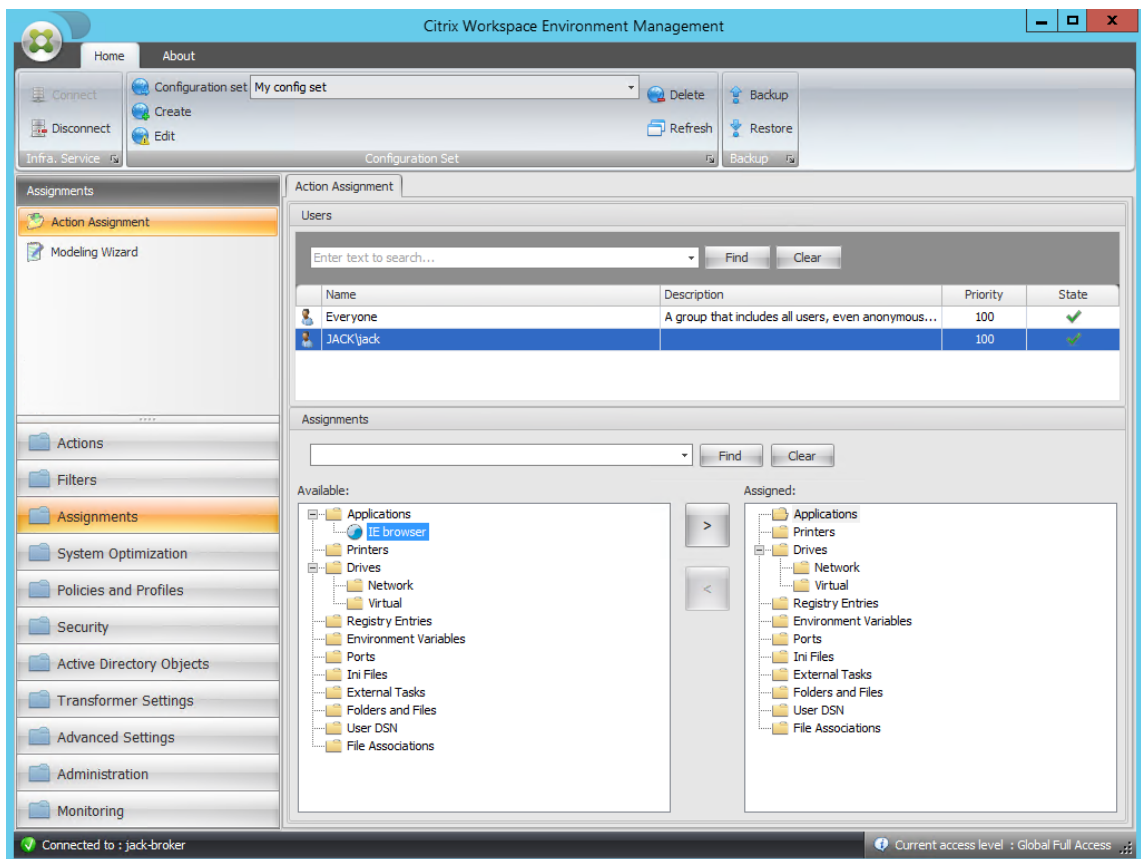 Citrix Workspace Environment Management
Home About
Connect
Disconnect
Infra. Service
Configuration set My config set
Create
Edit
Configuration Set
Delete
Refresh
Backup
Restore
Backup
Assignments
Action Assignment
Modeling Wizard
Actions
Filters
Assignments
System Optimization
Policies and Profiles
Security
Active Directory Objects
Transformer Settings
Advanced Settings
Administration
Monitoring
Action Assignment
Users
Enter text to search... Find Clear
Name Description Priority State
Everyone A group that includes all users, even anonymous... 100
JACK\jack 100
Assignments
Find Clear
Available:
Applications
IE browser
Printers
Drives
Network
Virtual
Registry Entries
Environment Variables
Ports
Ini Files
External Tasks
Folders and Files
User DSN
File Associations
>
<
Assigned:
Applications
Printers
Drives
Network
Virtual
Registry Entries
Environment Variables
Ports
Ini Files
External Tasks
Folders and Files
User DSN
File Associations
Connected to : jack-broker
Current access level : Global Full Access